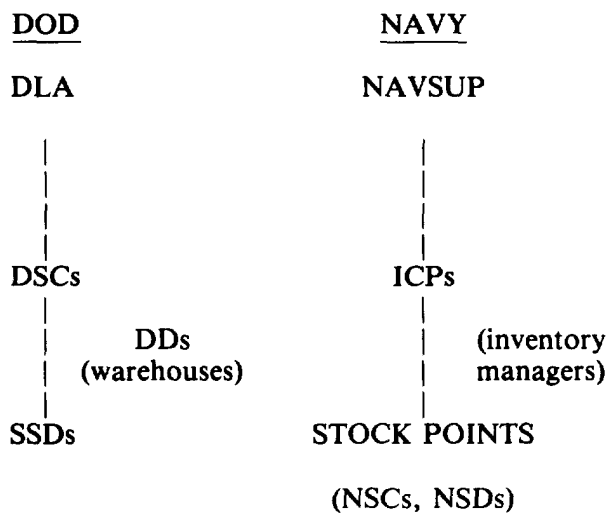 DOD NAVY
DLA NAVSUP
DSCs ICPs
DDs (inventory
(warehouses) managers)
SSDs STOCK POINTS
(NSCs, NSDs)